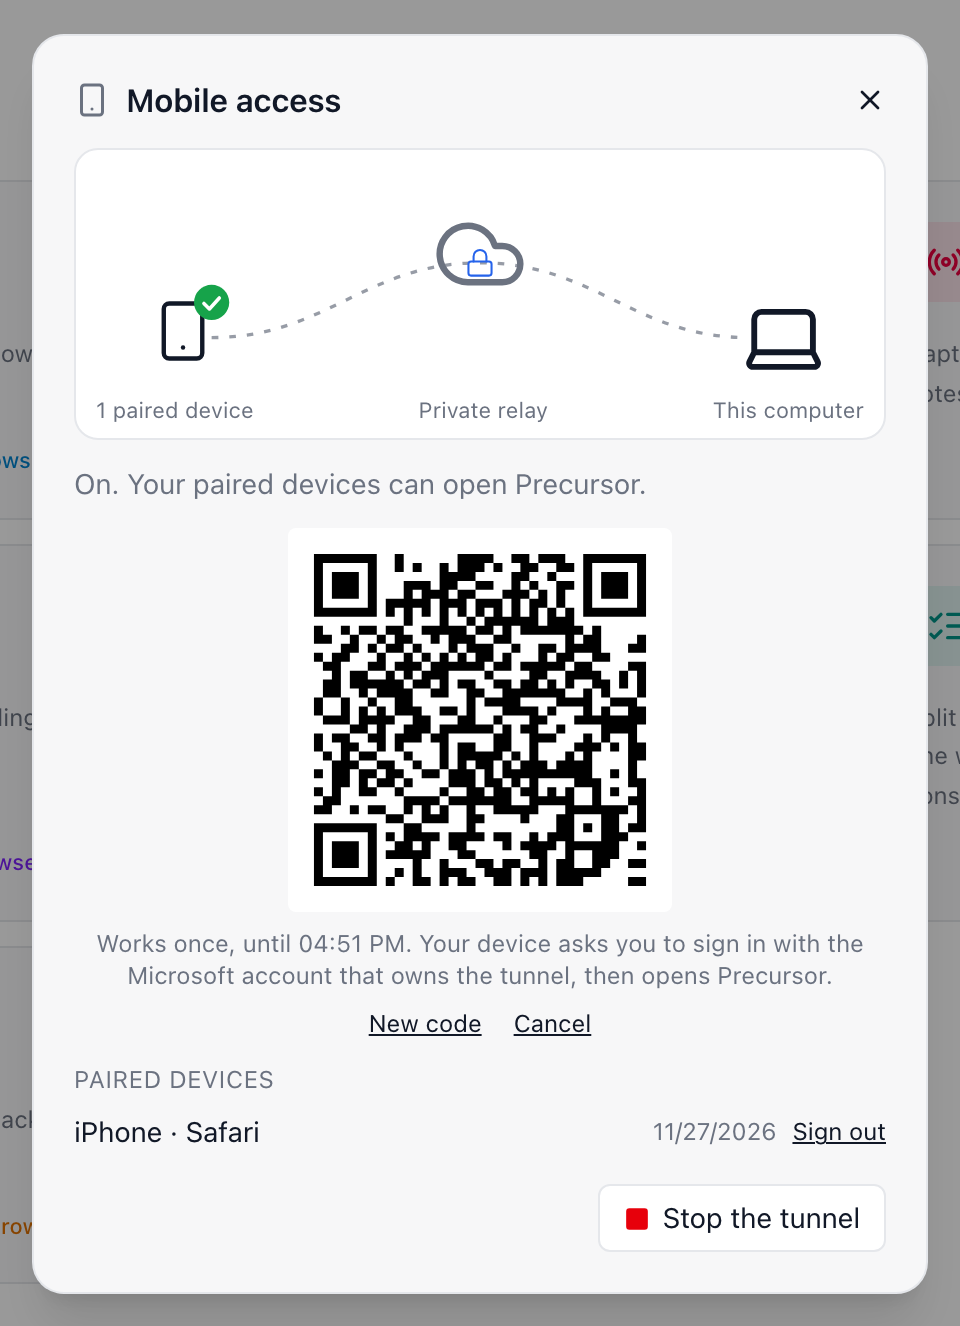 Mobile access
1 paired device
Private relay
This computer
On. Your paired devices can open Precursor.
Works once, until 04:51 PM. Your device asks you to sign in with the
Microsoft account that owns the tunnel, then opens Precursor.
New code Cancel
PAIRED DEVICES
iPhone · Safari
11/27/2026 Sign out
Stop the tunnel